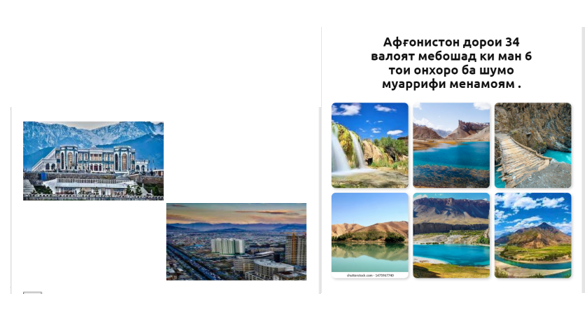 Афғонистон дорои 34
валоят мебошад ки ман 6
тои онхоро ба шумо
муаррифи менамоям .